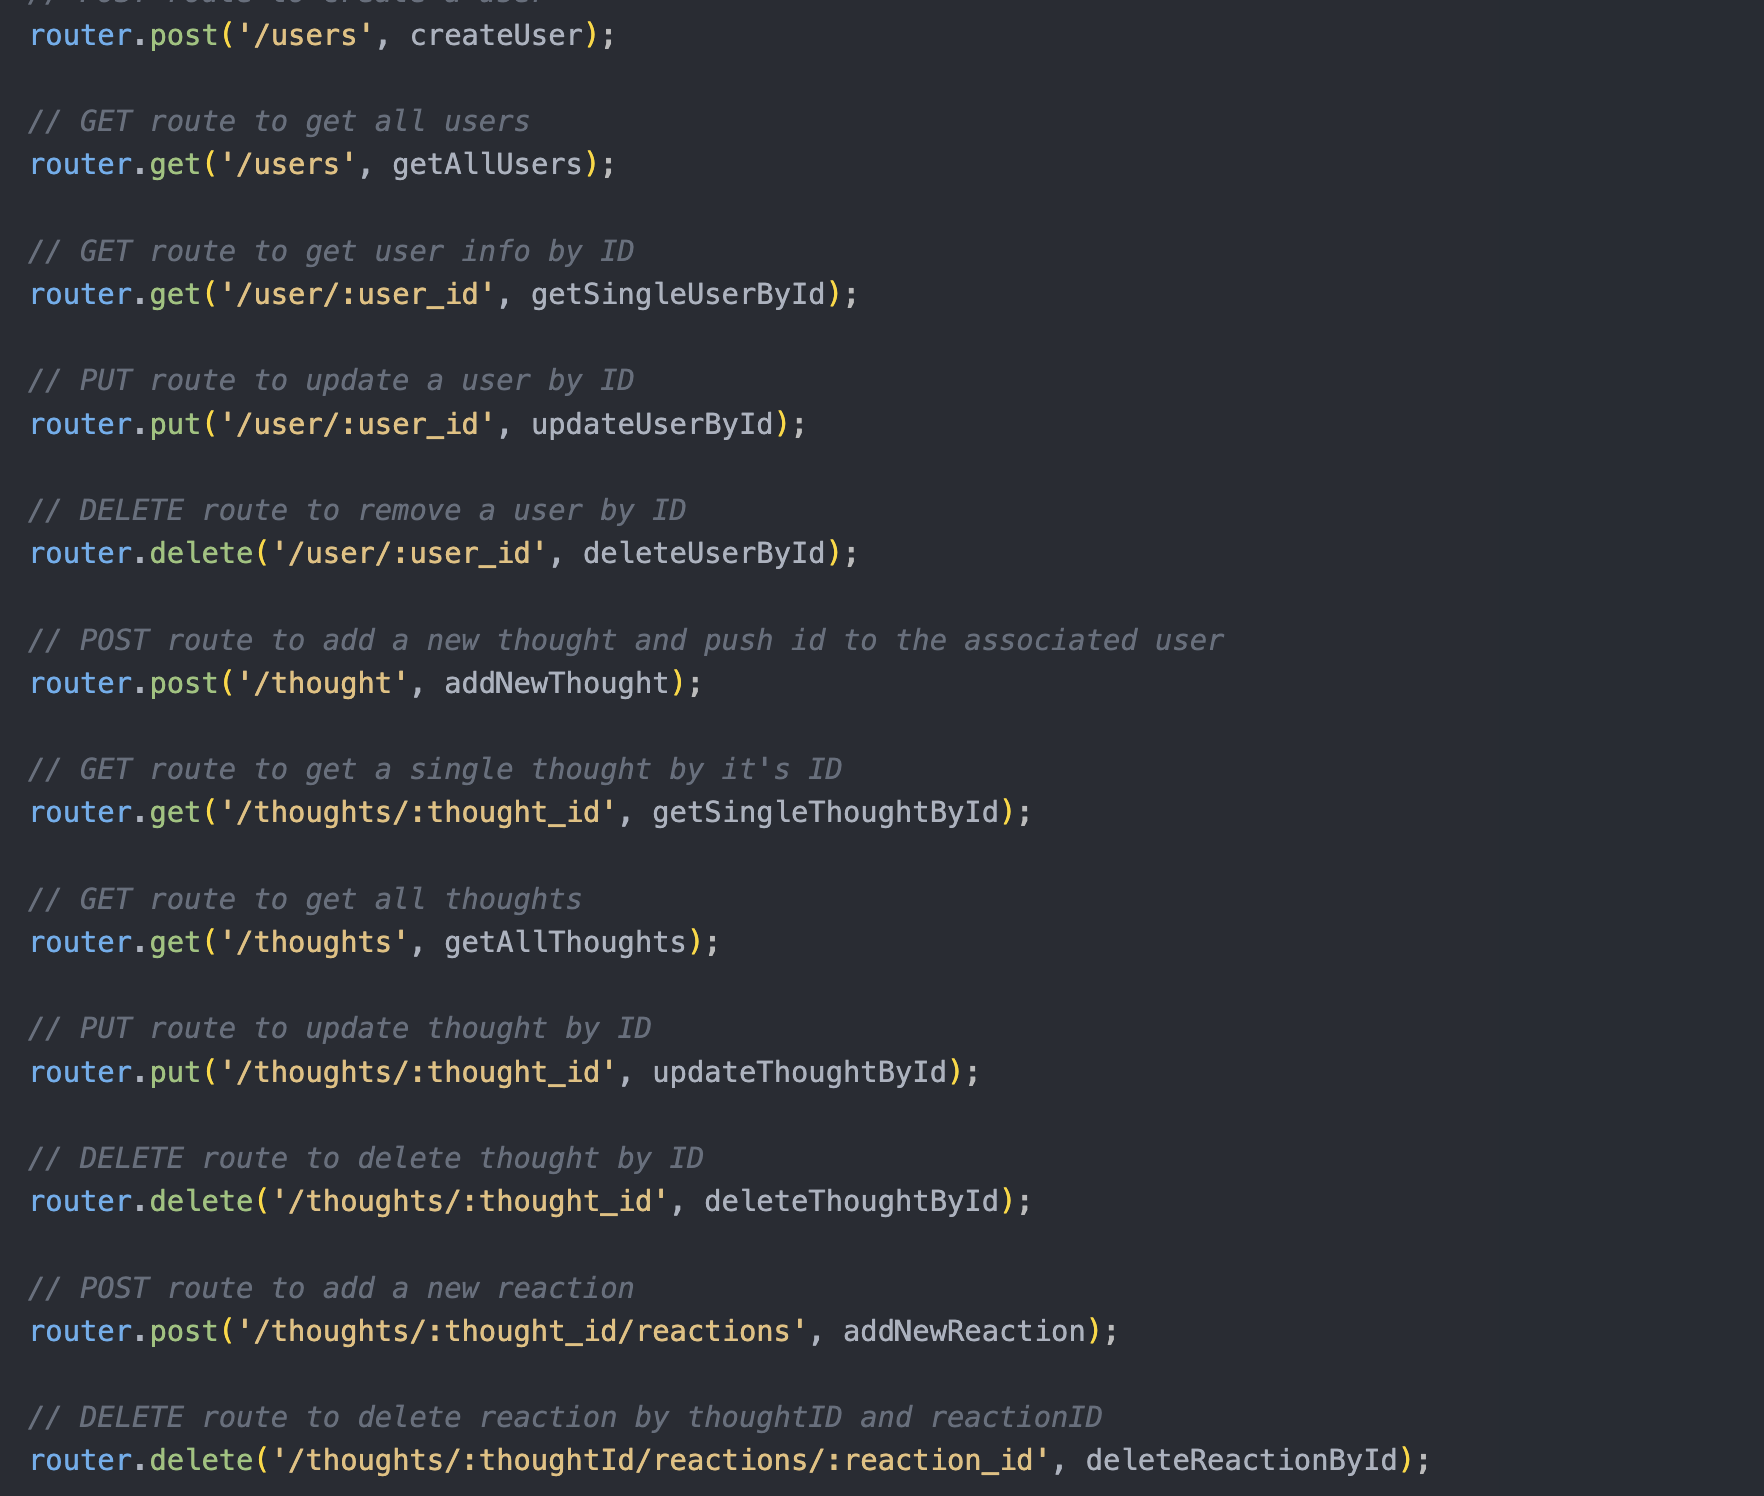 // POST route to create a user
router.post('/users', createUser);
// GET route to get all users
router.get('/users', getAllUsers);
// GET route to get user info by ID
router.get('/user/:user_id', getSingleUserById);
// PUT route to update a user by ID
router.put('/user/:user_id', updateUserById);
// DELETE route to remove a user by ID
router.delete('/user/:user_id', deleteUserById);
// POST route to add a new thought and push id to the associated user
router.post('/thought', addNewThought);
// GET route to get a single thought by it's ID
router.get('/thoughts/:thought_id', getSingleThoughtById);
// GET route to get all thoughts
router.get('/thoughts', getAllThoughts);
// PUT route to update thought by ID
router.put('/thoughts/:thought_id', updateThoughtById);
// DELETE route to delete thought by ID
router.delete('/thoughts/:thought_id', deleteThoughtById);
// POST route to add a new reaction
router.post('/thoughts/:thought_id/reactions', addNewReaction);
// DELETE route to delete reaction by thoughtID and reactionID
router.delete('/thoughts/:thoughtId/reactions/:reaction_id', deleteReactionById);